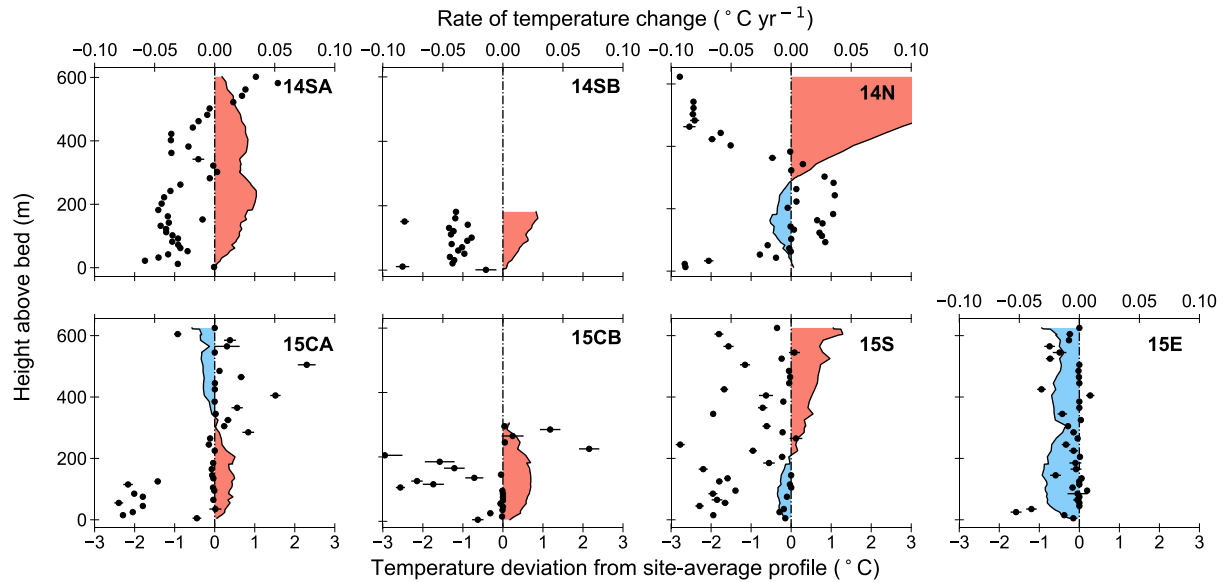 Rate of temperature change (°C yr⁻¹)
−0.10 −0.05 0.00 0.05 0.10 −0.10 −0.05 0.00 0.05 0.10 −0.10 −0.05 0.00 0.05 0.10
600 14SA 14SB 14N
400
200
0
Height above bed (m)
−0.10 −0.05 0.00 0.05 0.10
600 15CA 15CB 15S 15E
400
200
0
−3 −2 −1 0 1 2 3 −3 −2 −1 0 1 2 3 −3 −2 −1 0 1 2 3 −3 −2 −1 0 1 2 3
Temperature deviation from site-average profile (°C)